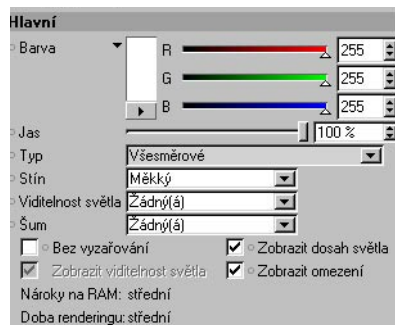 Hlavní
Barva R 255
G 255
B 255
Jas 100 %
Typ Všesměrové
Stín Měkký
Viditelnost světla Žádný(á)
Šum Žádný(á)
Bez vyzařování Zobrazit dosah světla
Zobrazit viditelnost světla Zobrazit omezení
Nároky na RAM: střední
Doba renderingu: střední